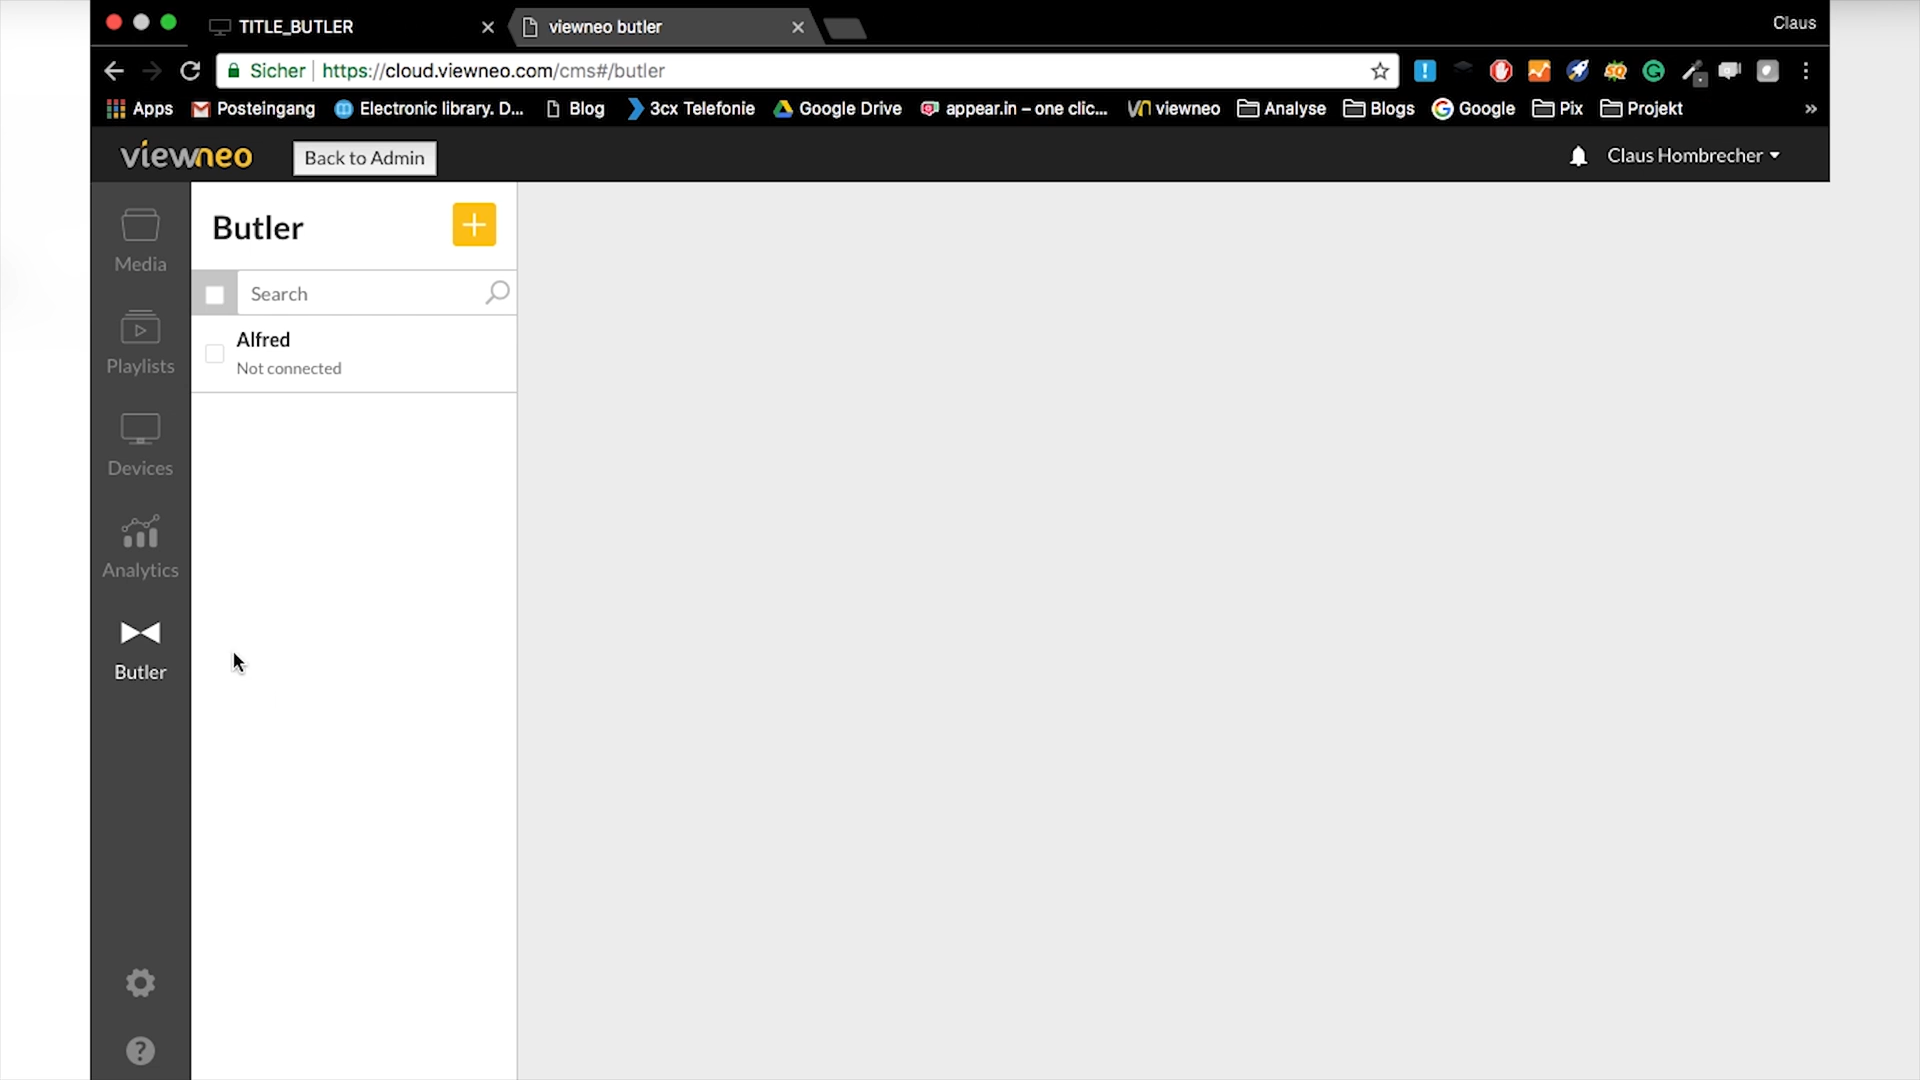 TITLE_BUTLER
viewneo butler
Claus
Sicher https://cloud.viewneo.com/cms#/butler
Apps Posteingang Electronic library. D... Blog 3cx Telefonie Google Drive appear.in – one clic... viewneo Analyse Blogs Google Pix Projekt »
viewneo Back to Admin Claus Hombrecher
Media
Playlists
Devices
Analytics
Butler
Butler
Search
Alfred
Not connected